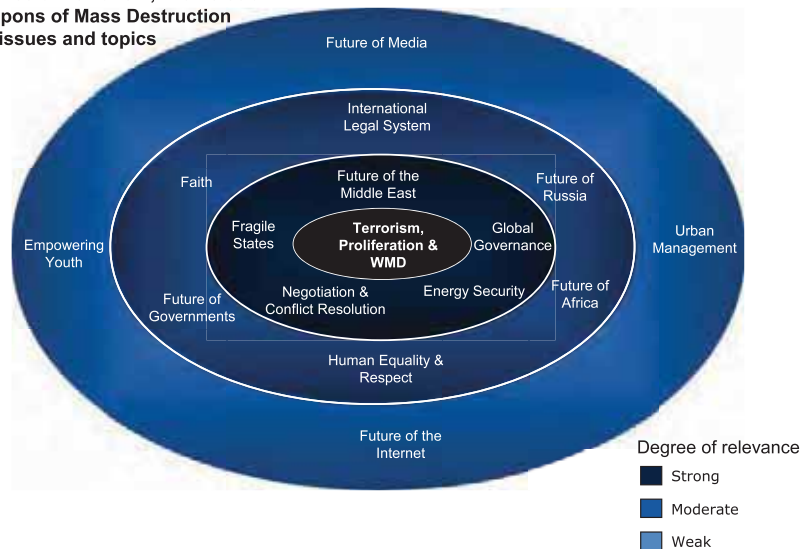 pons of Mass Destruction
issues and topics
Future of Media
International
Legal System
Faith
Future of the
Middle East
Future of
Russia
Fragile
States
Terrorism,
Proliferation &
WMD
Global
Governance
Empowering
Youth
Urban
Management
Future of
Governments
Negotiation &
Conflict Resolution
Energy Security
Future of
Africa
Human Equality &
Respect
Future of the
Internet
Degree of relevance
Strong
Moderate
Weak